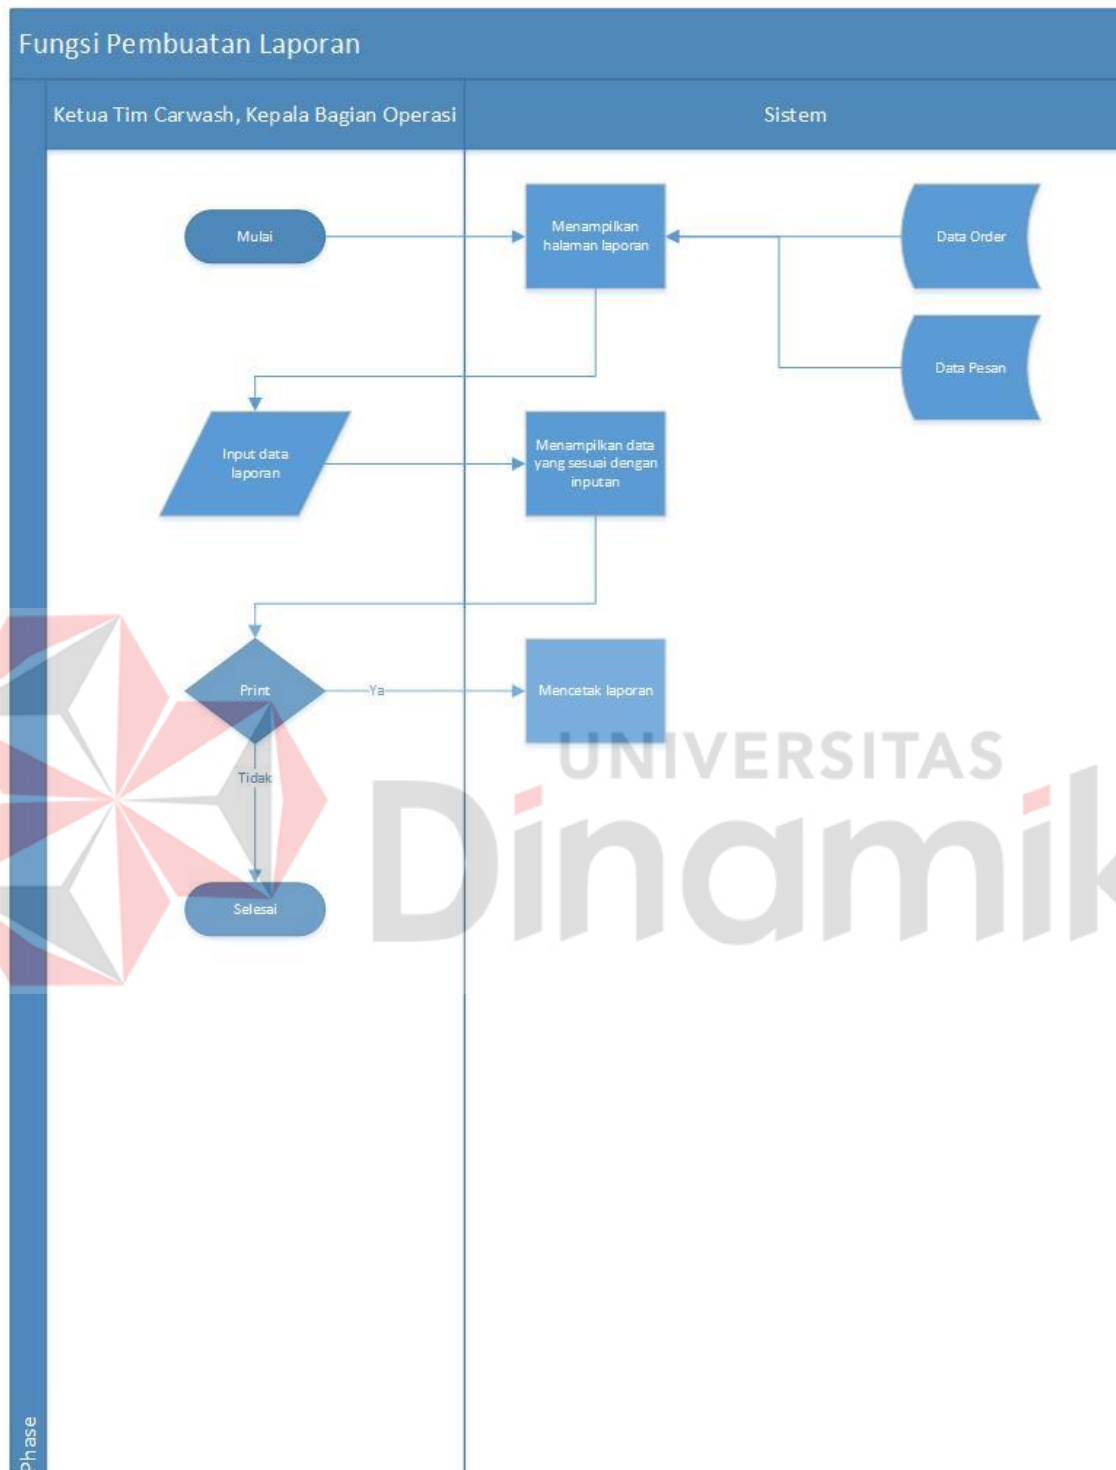 Fungsi Pembuatan Laporan
Ketua Tim Carwash, Kepala Bagian Operasi
Sistem
Mulai
Menampilkan
halaman laporan
Data Order
Data Pesan
Input data
laporan
Menampilkan data
yang sesuai dengan
inputan
Print
Ya
Mencetak laporan
Tidak
Selesai
UNIVERSITAS
Dinamik
Phase